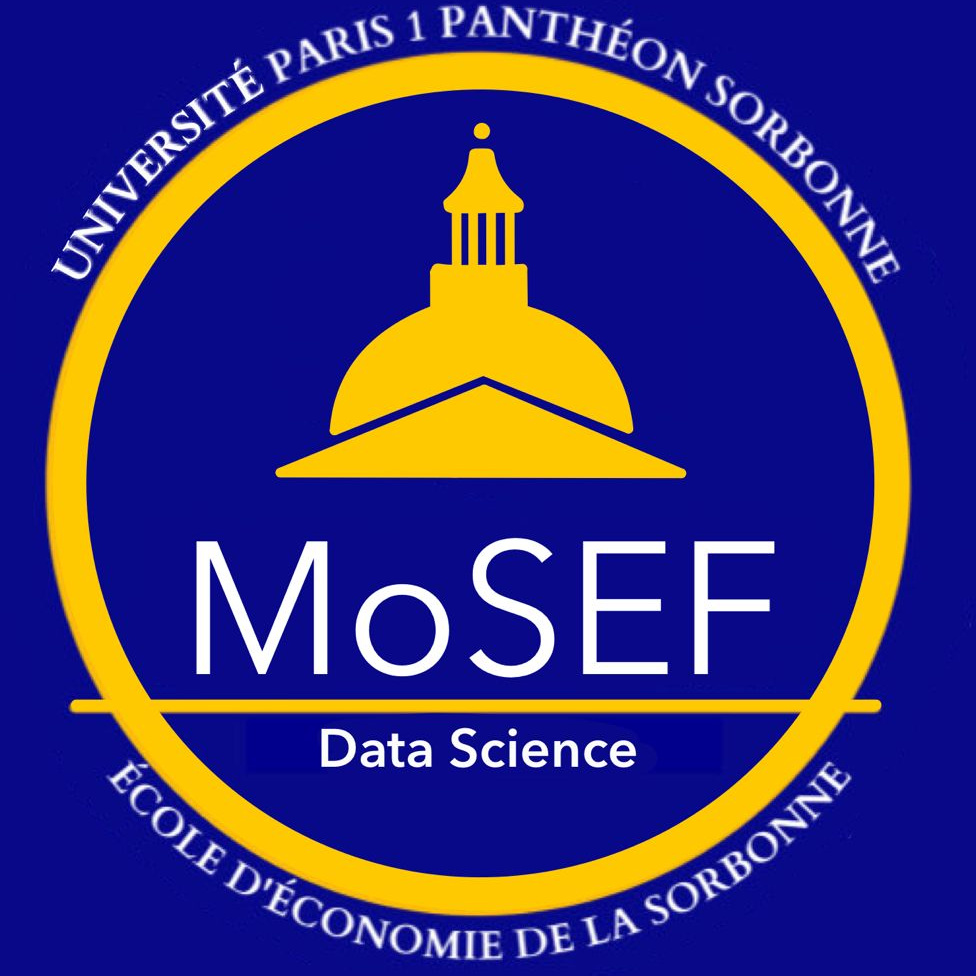 UNIVERSITÉ PARIS 1 PANTHÉON SORBONNE
MoSEF
Data Science
ÉCOLE D'ÉCONOMIE DE LA SORBONNE